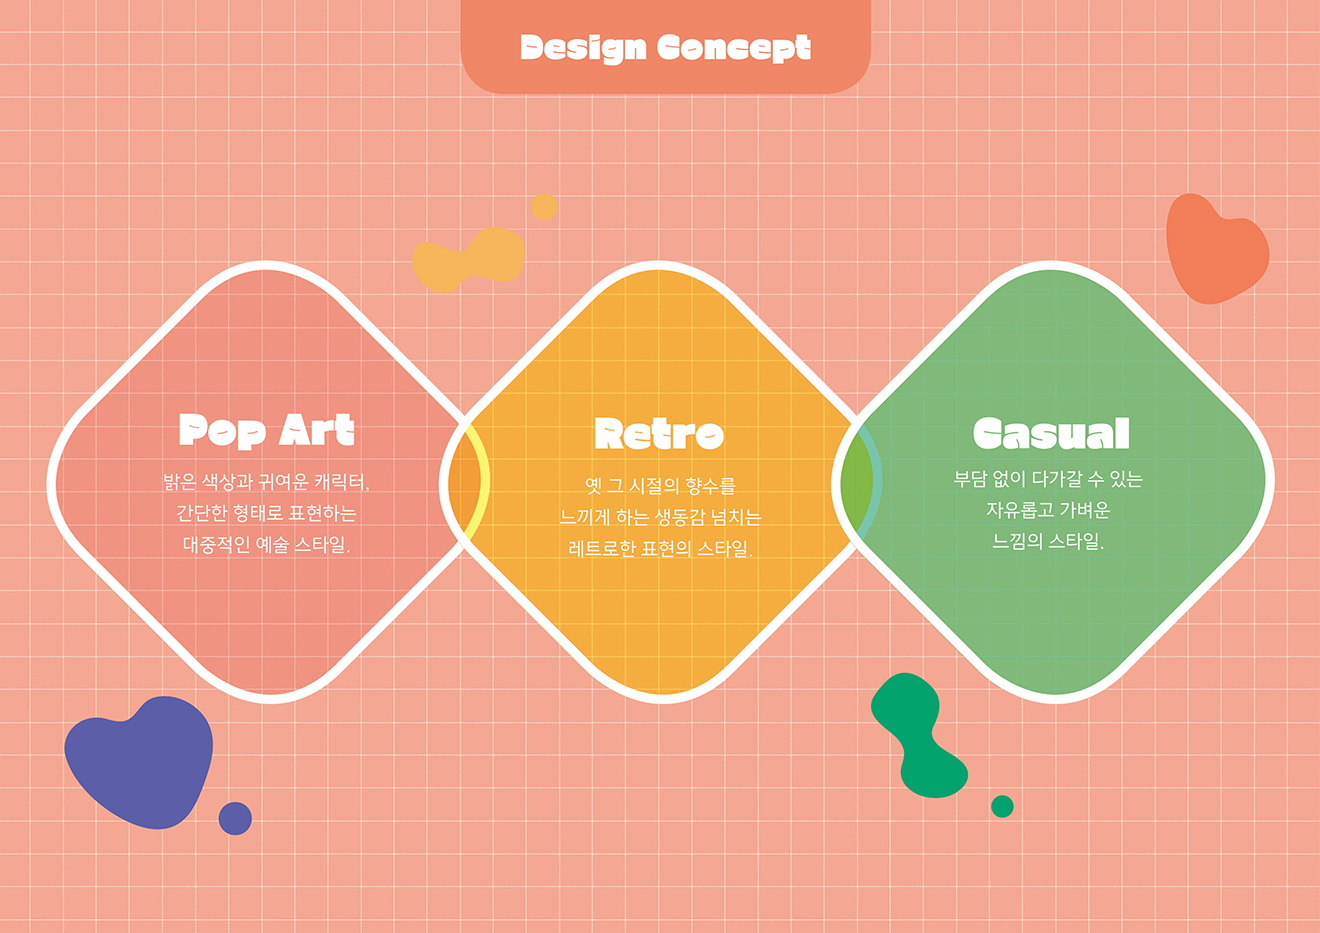 Design Concept
Pop Art
밝은 색상과 귀여운 캐릭터,
간단한 형태로 표현하는
대중적인 예술 스타일.
Retro
옛 그 시절의 향수를
느끼게 하는 생동감 넘치는
레트로한 표현의 스타일.
Casual
부담 없이 다가갈 수 있는
자유롭고 가벼운
느낌의 스타일.